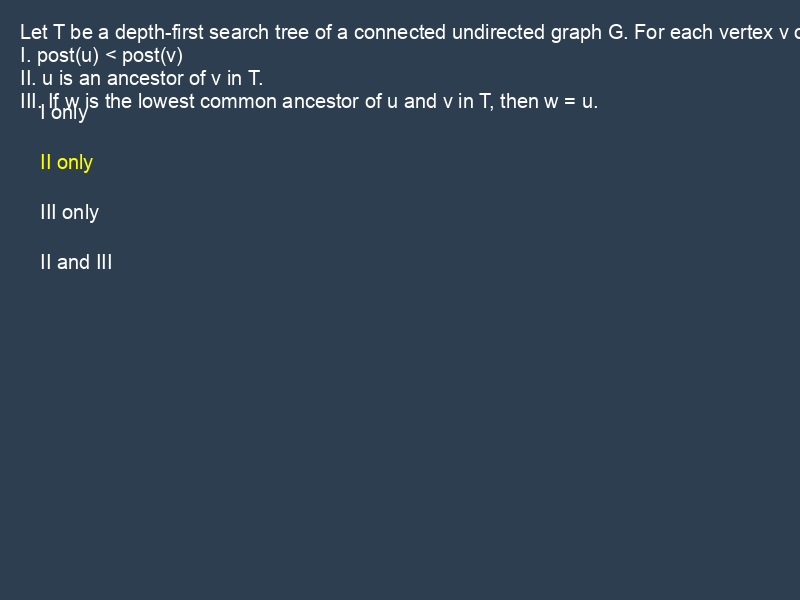 Let T be a depth-first search tree of a connected undirected graph G. For each vertex v
I. post(u) < post(v)
II. u is an ancestor of v in T.
III. If w is the lowest common ancestor of u and v in T, then w = u.
I only
II only
III only
II and III